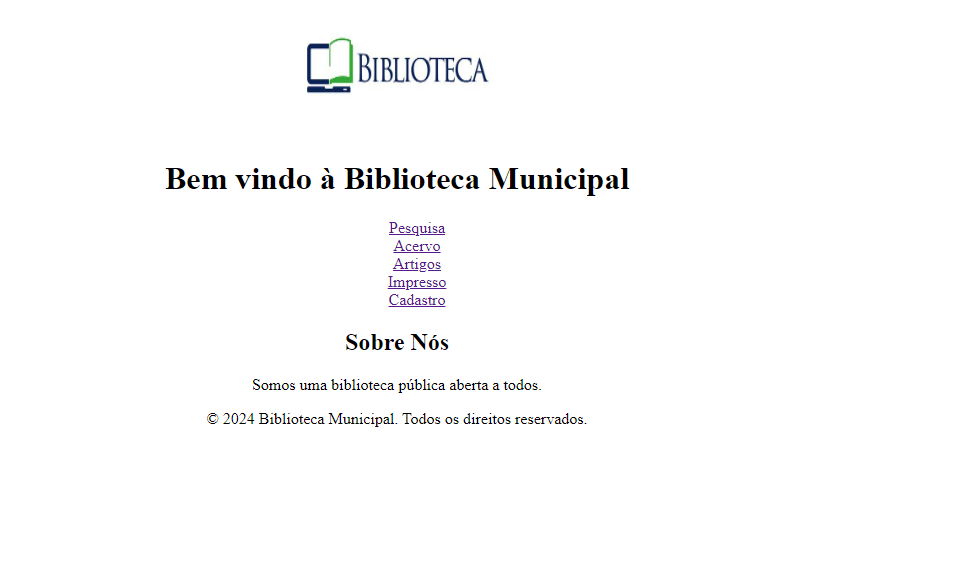 BIBLIOTECA
Bem vindo à Biblioteca Municipal
Pesquisa
Acervo
Artigos
Impresso
Cadastro
Sobre Nós
Somos uma biblioteca pública aberta a todos.
© 2024 Biblioteca Municipal. Todos os direitos reservados.